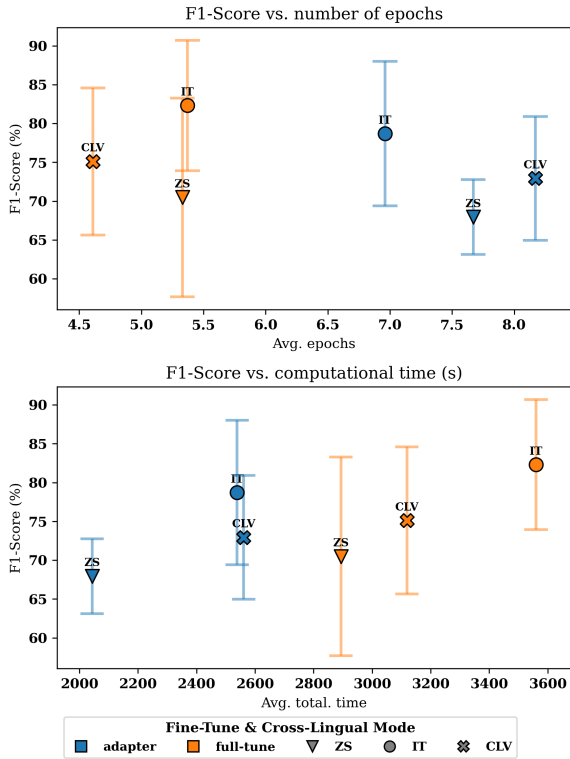 F1-Score vs. number of epochs
F1-Score (%)
90
85
80
75
70
65
60
CLV
IT
ZS
IT
ZS
CLV
4.5 5.0 5.5 6.0 6.5 7.0 7.5 8.0
Avg. epochs
F1-Score vs. computational time (s)
F1-Score (%)
90
85
80
75
70
65
60
ZS
IT
CLV
ZS
CLV
IT
2000 2200 2400 2600 2800 3000 3200 3400 3600
Avg. total. time
Fine-Tune & Cross-Lingual Mode
adapter full-tune ZS IT CLV